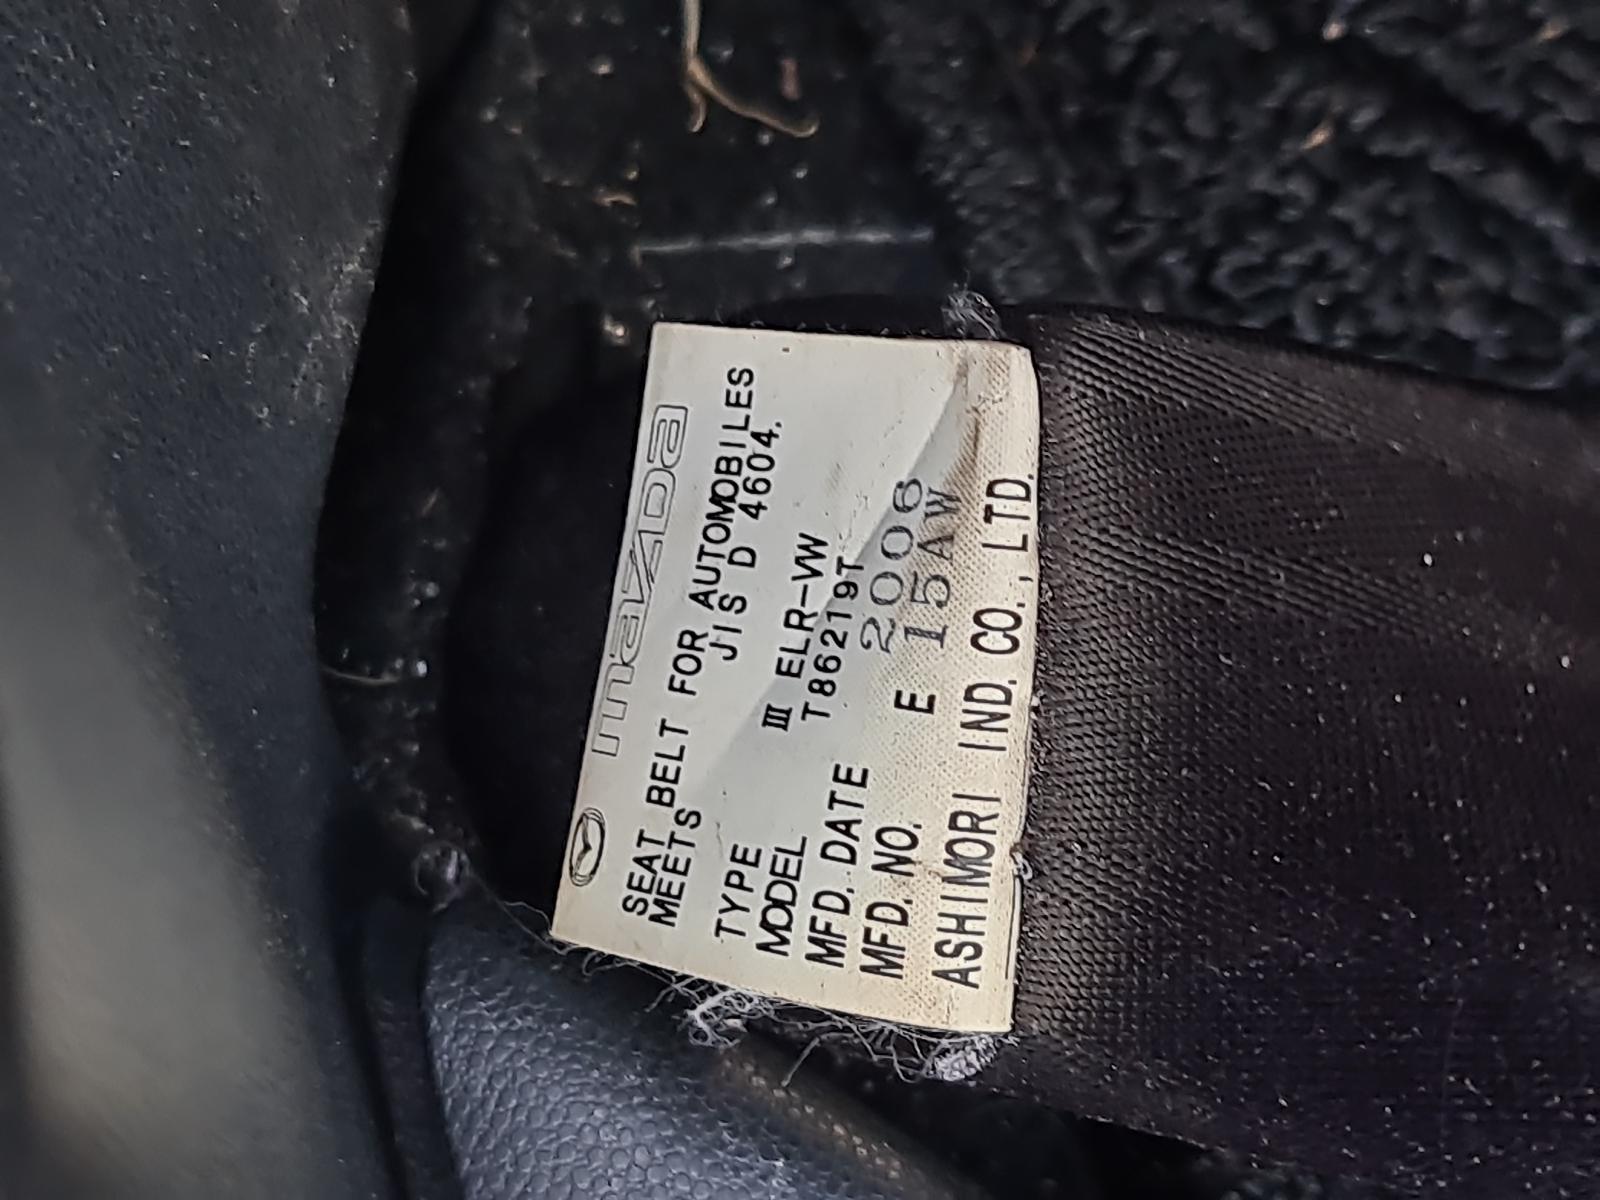 mazda
SEAT BELT FOR AUTOMOBILES
MEETS JIS D 4604.
TYPE III ELR-VW
MODEL T86219T
MFD. DATE 2006
MFD. NO. E 15AW
ASHIMORI IND. CO., LTD.